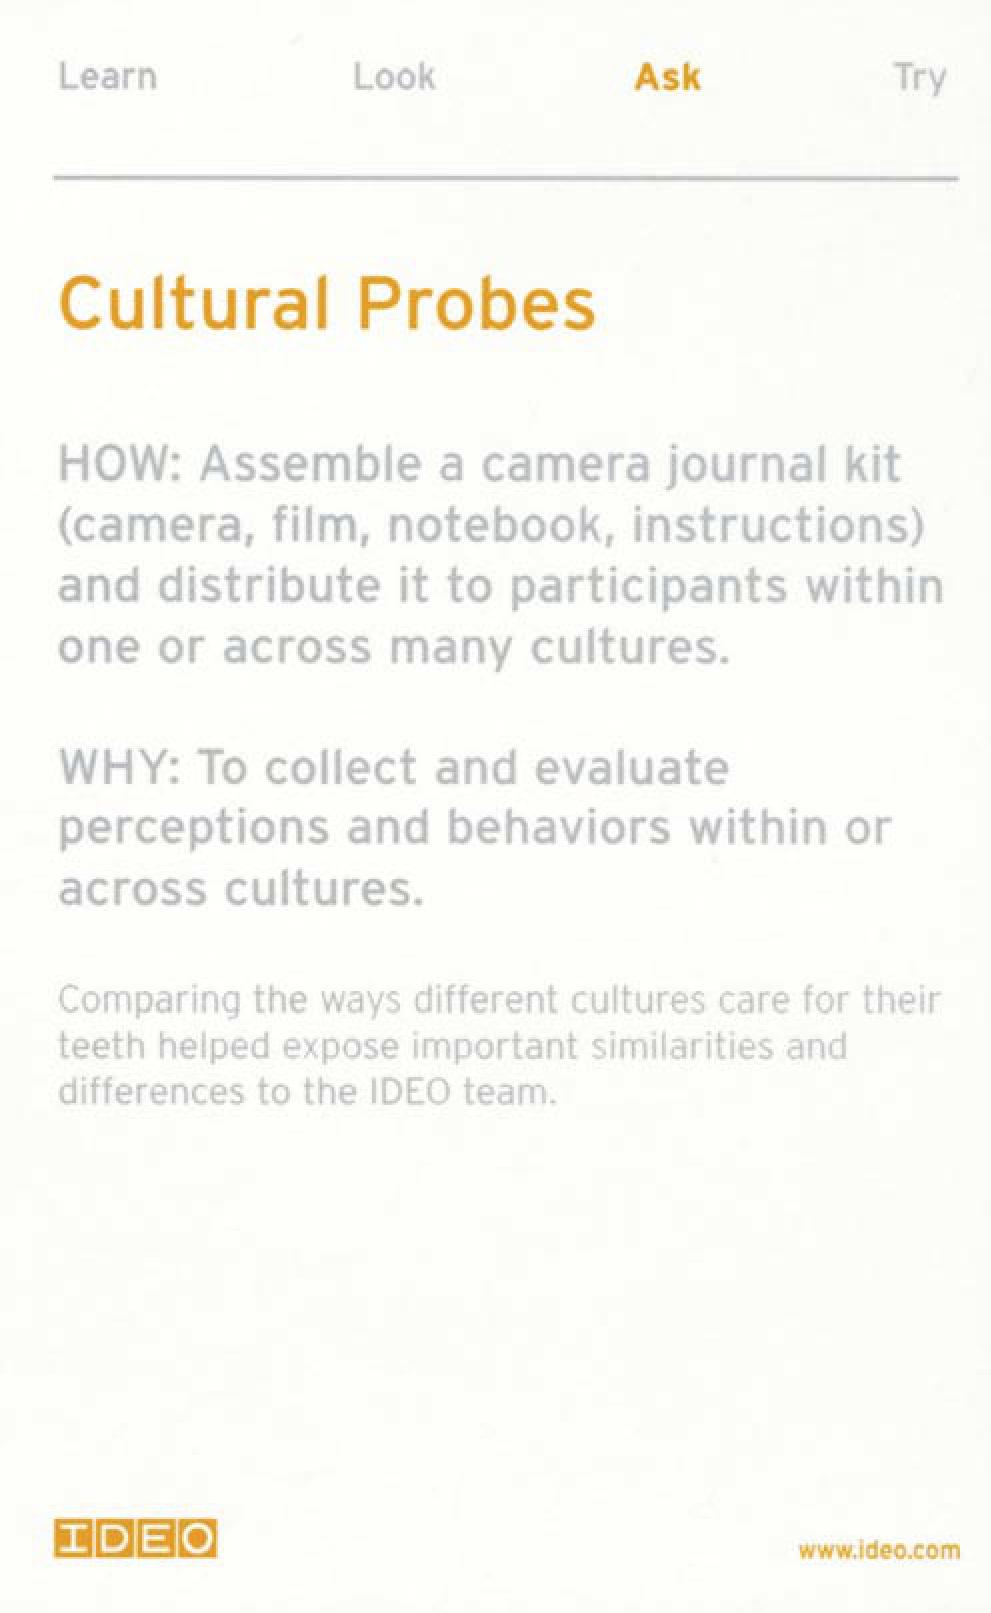 Learn Look Ask Try
Cultural Probes
HOW: Assemble a camera journal kit
(camera, film, notebook, instructions)
and distribute it to participants within
one or across many cultures.
WHY: To collect and evaluate
perceptions and behaviors within or
across cultures.
Comparing the ways different cultures care for their
teeth helped expose important similarities and
differences to the IDEO team.
IDEO www.ideo.com